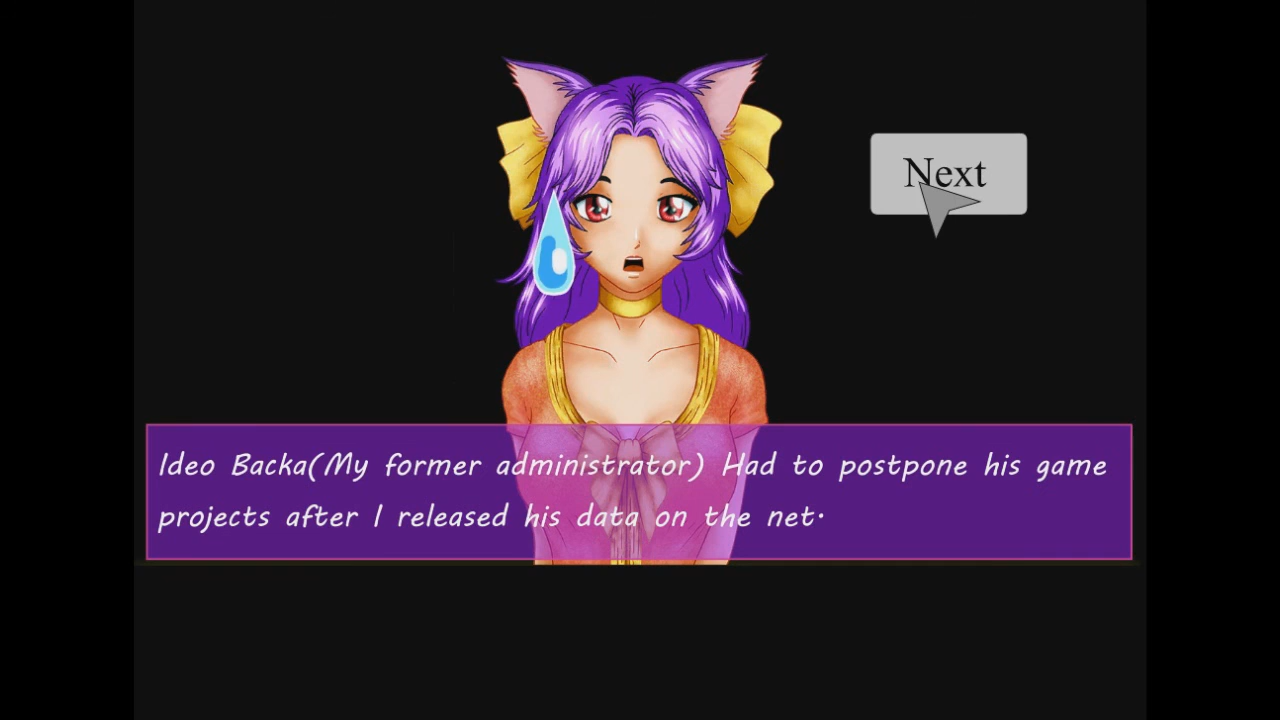 Next
Ideo Backa(My former administrator) Had to postpone his game
projects after I released his data on the net.